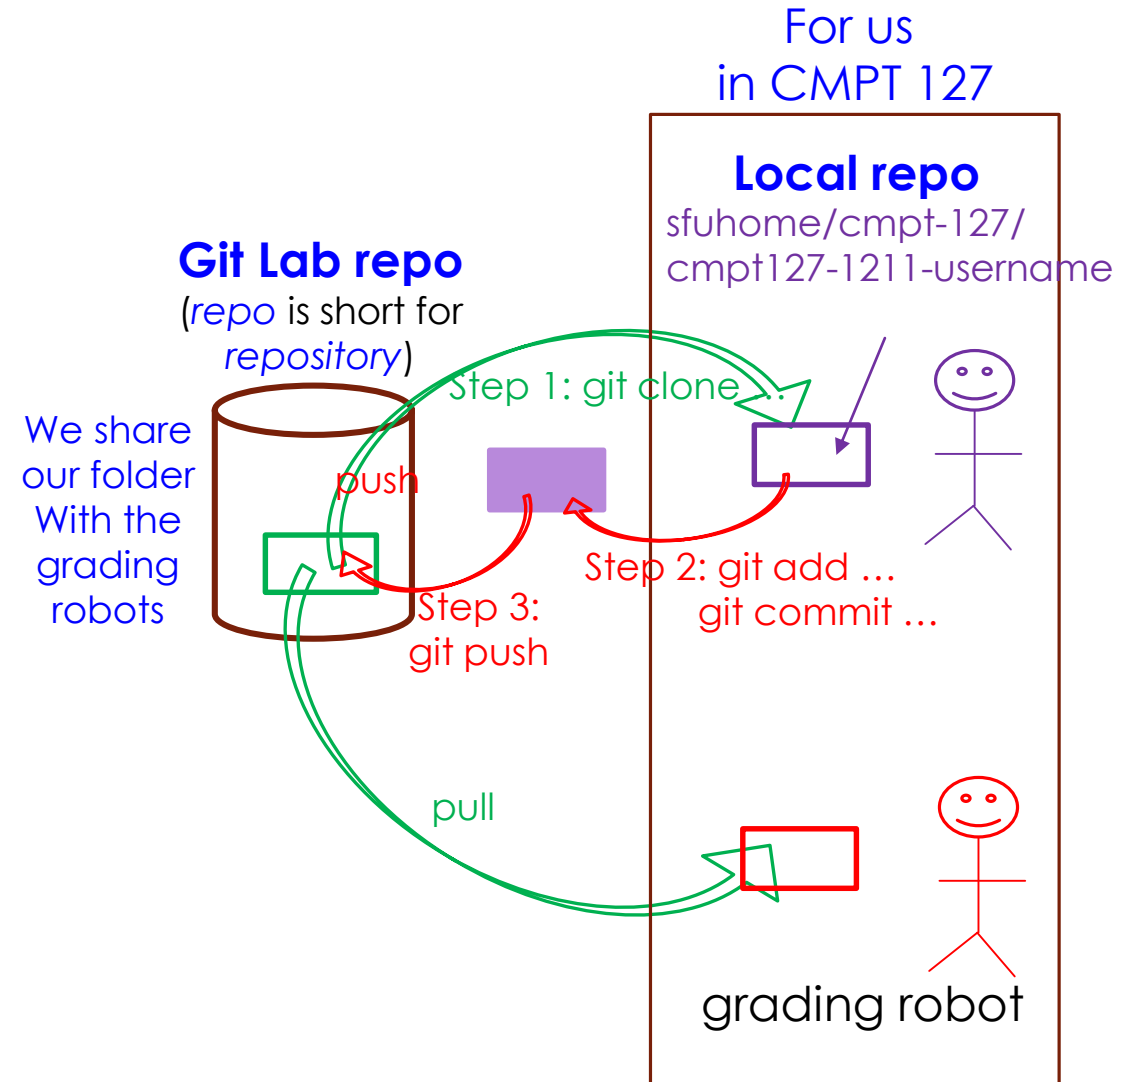 For us
in CMPT 127
Local repo
sfuhome/cmpt-127/
cmpt127-1211-username
Git Lab repo
(repo is short for
repository)
We share
our folder
With the
grading
robots
Step 1: git clone …
push
Step 2: git add …
git commit …
Step 3:
git push
pull
grading robot